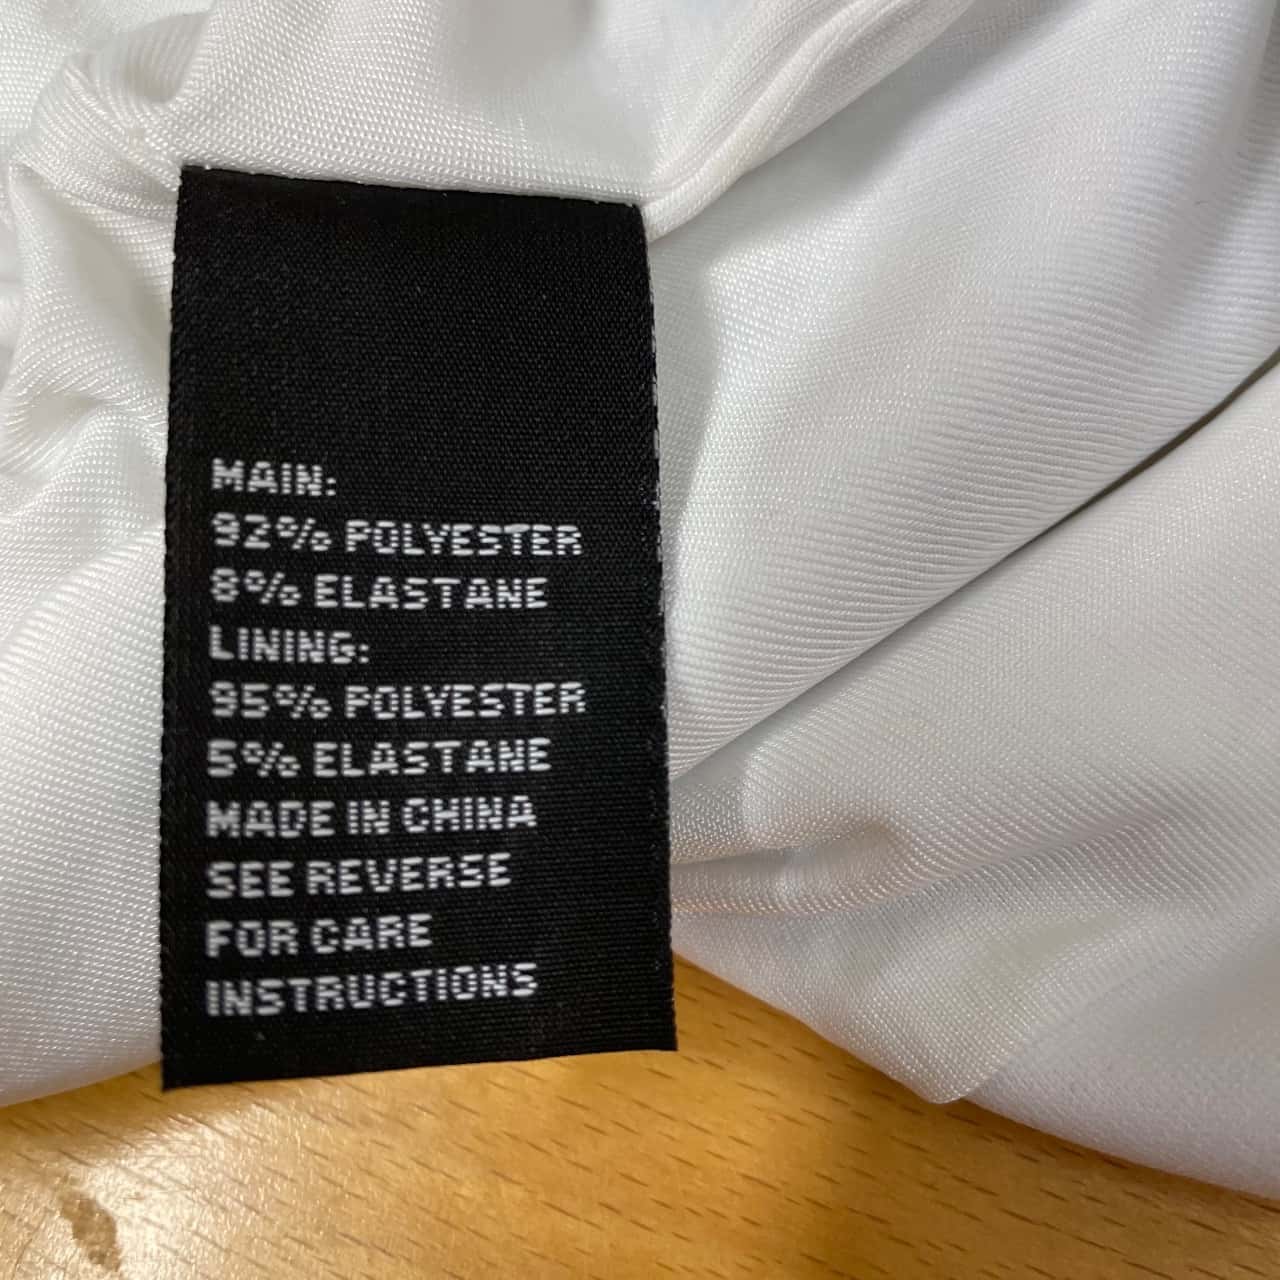 MAIN:
92% POLYESTER
8% ELASTANE
LINING:
95% POLYESTER
5% ELASTANE
MADE IN CHINA
SEE REVERSE
FOR CARE
INSTRUCTIONS